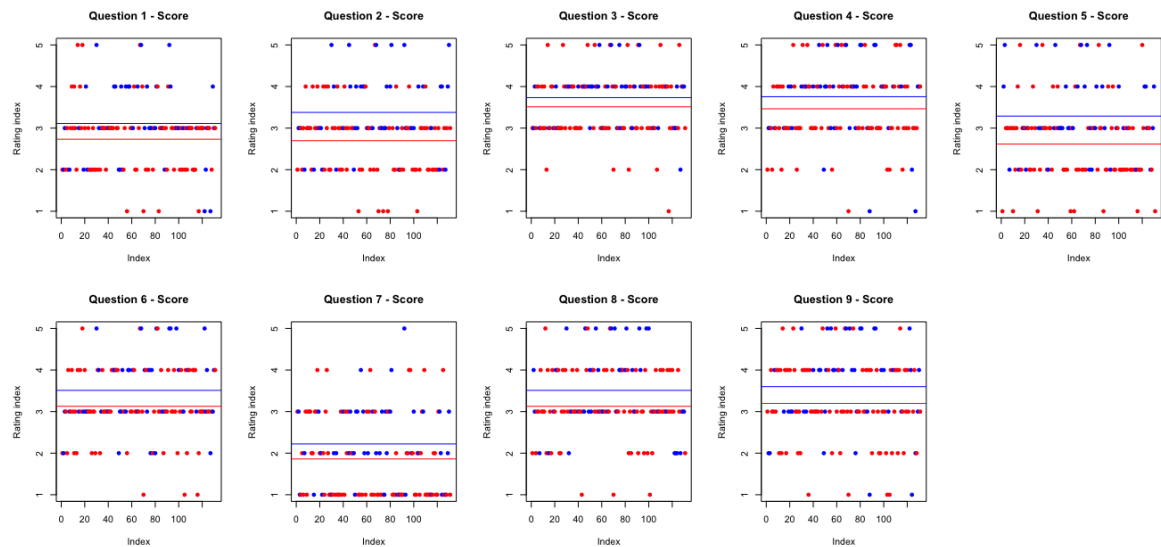 Question 1 - Score
Rating index
5
4
3
2
1
0 20 40 60 80 100
Index
Question 2 - Score
Rating index
5
4
3
2
1
0 20 40 60 80 100
Index
Question 3 - Score
Rating index
5
4
3
2
1
0 20 40 60 80 100
Index
Question 4 - Score
Rating index
5
4
3
2
1
0 20 40 60 80 100
Index
Question 5 - Score
Rating index
5
4
3
2
1
0 20 40 60 80 100
Index
Question 6 - Score
Rating index
5
4
3
2
1
0 20 40 60 80 100
Index
Question 7 - Score
Rating index
5
4
3
2
1
0 20 40 60 80 100
Index
Question 8 - Score
Rating index
5
4
3
2
1
0 20 40 60 80 100
Index
Question 9 - Score
Rating index
5
4
3
2
1
0 20 40 60 80 100
Index